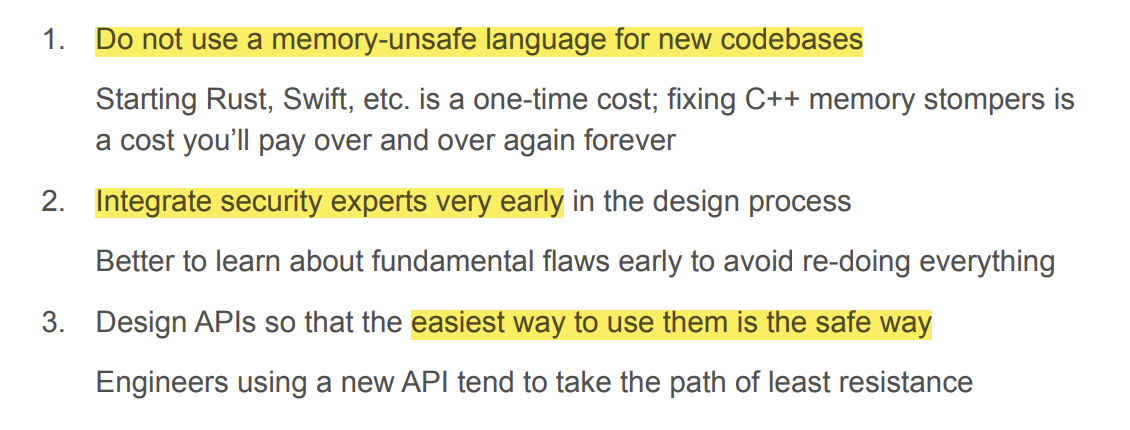 1. Do not use a memory-unsafe language for new codebases
Starting Rust, Swift, etc. is a one-time cost; fixing C++ memory stompers is
a cost you’ll pay over and over again forever
2. Integrate security experts very early in the design process
Better to learn about fundamental flaws early to avoid re-doing everything
3. Design APIs so that the easiest way to use them is the safe way
Engineers using a new API tend to take the path of least resistance